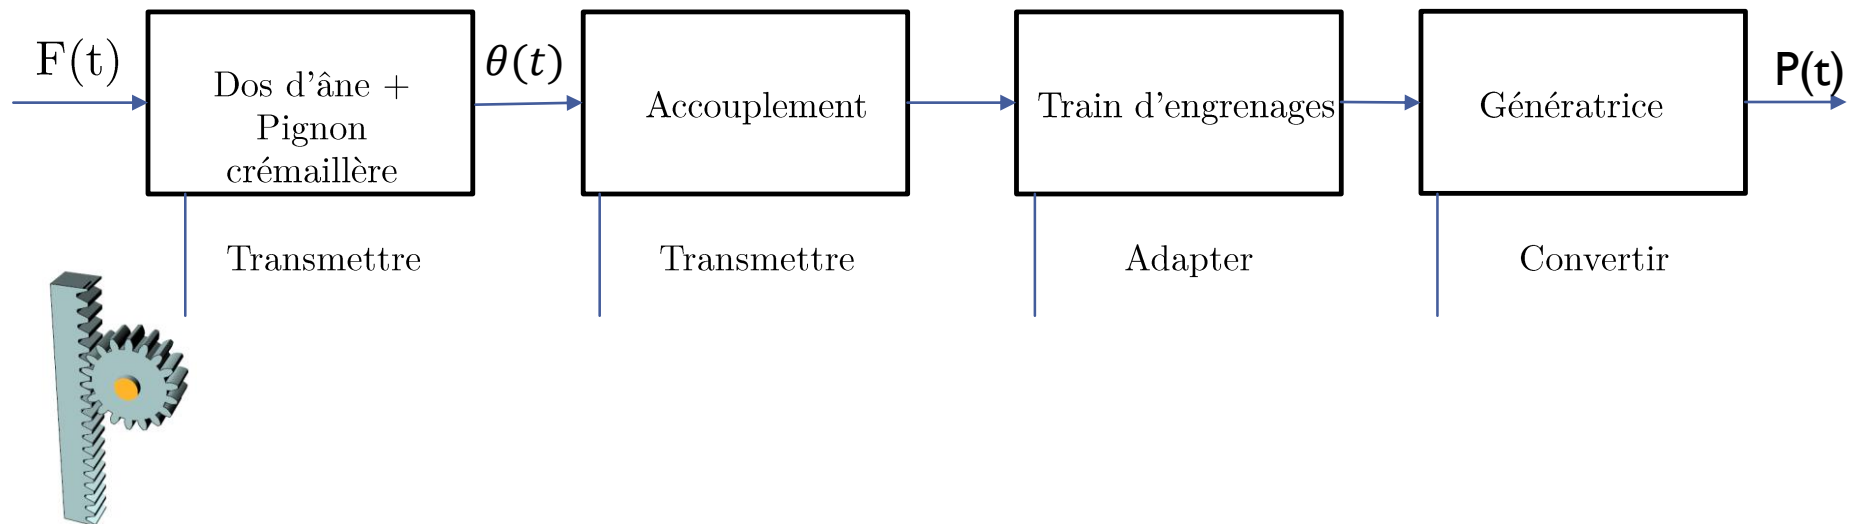 F(t)
Dos d'âne +
Pignon
crémaillère
θ(t)
Accouplement
Train d'engrenages
Génératrice
P(t)
Transmettre
Transmettre
Adapter
Convertir